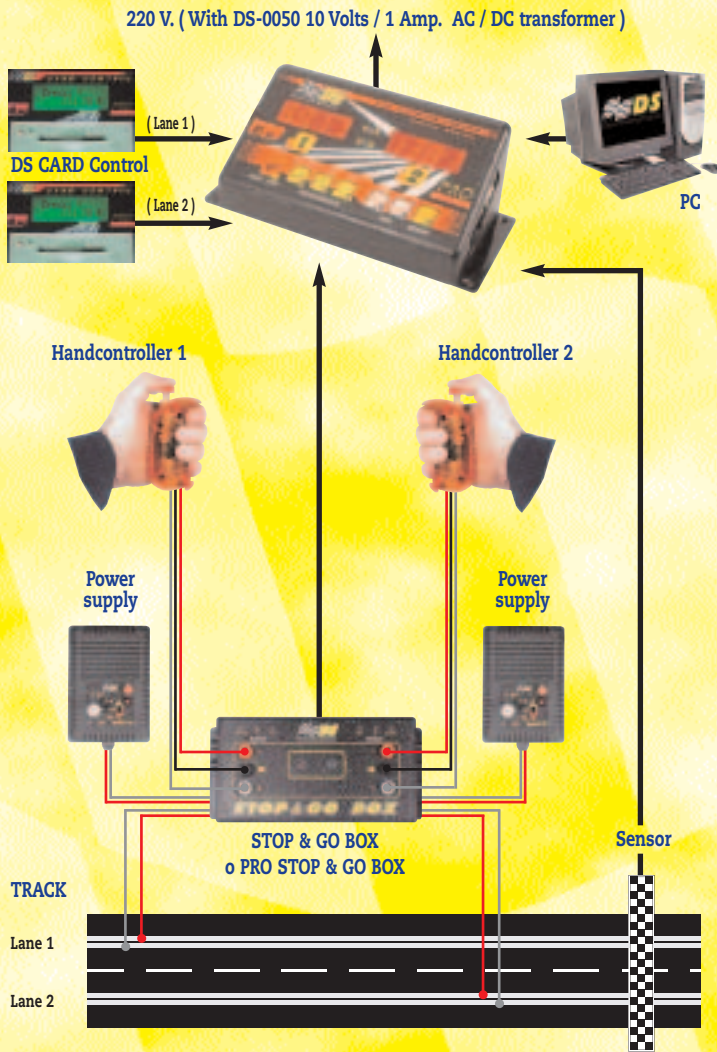 220 V. ( With DS-0050 10 Volts / 1 Amp. AC / DC transformer )
( Lane 1 )
DS CARD Control
( Lane 2 )
DS
PC
Handcontroller 1
Handcontroller 2
Power
supply
Power
supply
STOP & GO BOX
STOP & GO BOX
o PRO STOP & GO BOX
Sensor
TRACK
Lane 1
Lane 2